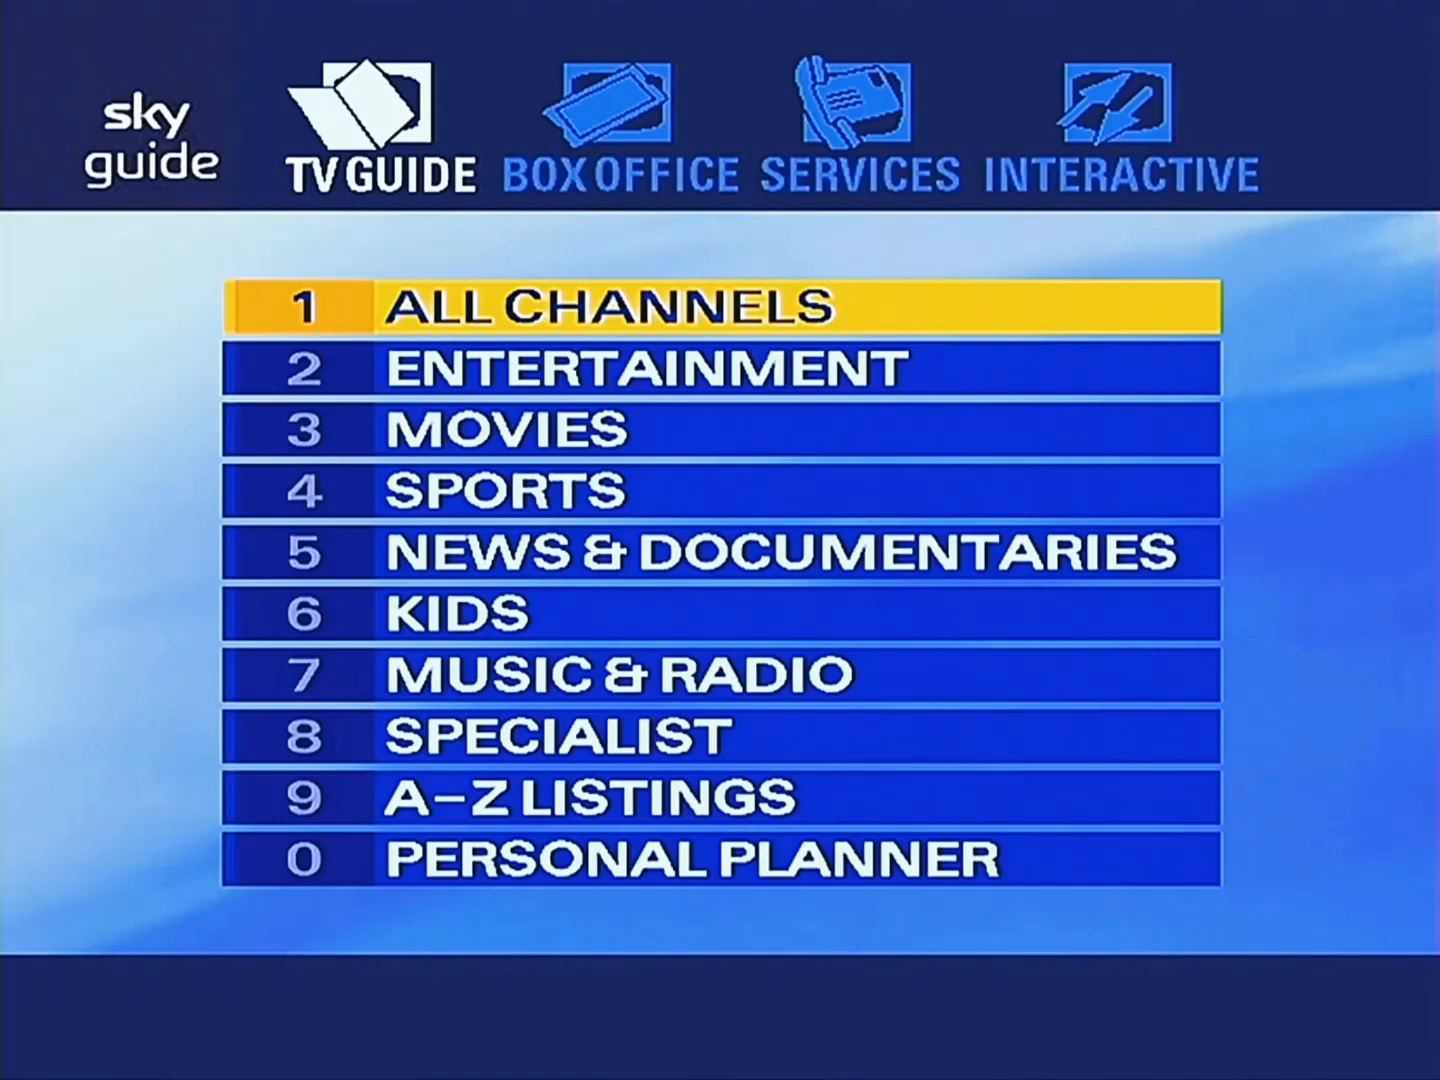 sky
guide
TV GUIDE
BOX OFFICE
SERVICES
INTERACTIVE
1 ALL CHANNELS
2 ENTERTAINMENT
3 MOVIES
4 SPORTS
5 NEWS & DOCUMENTARIES
6 KIDS
7 MUSIC & RADIO
8 SPECIALIST
9 A-Z LISTINGS
0 PERSONAL PLANNER